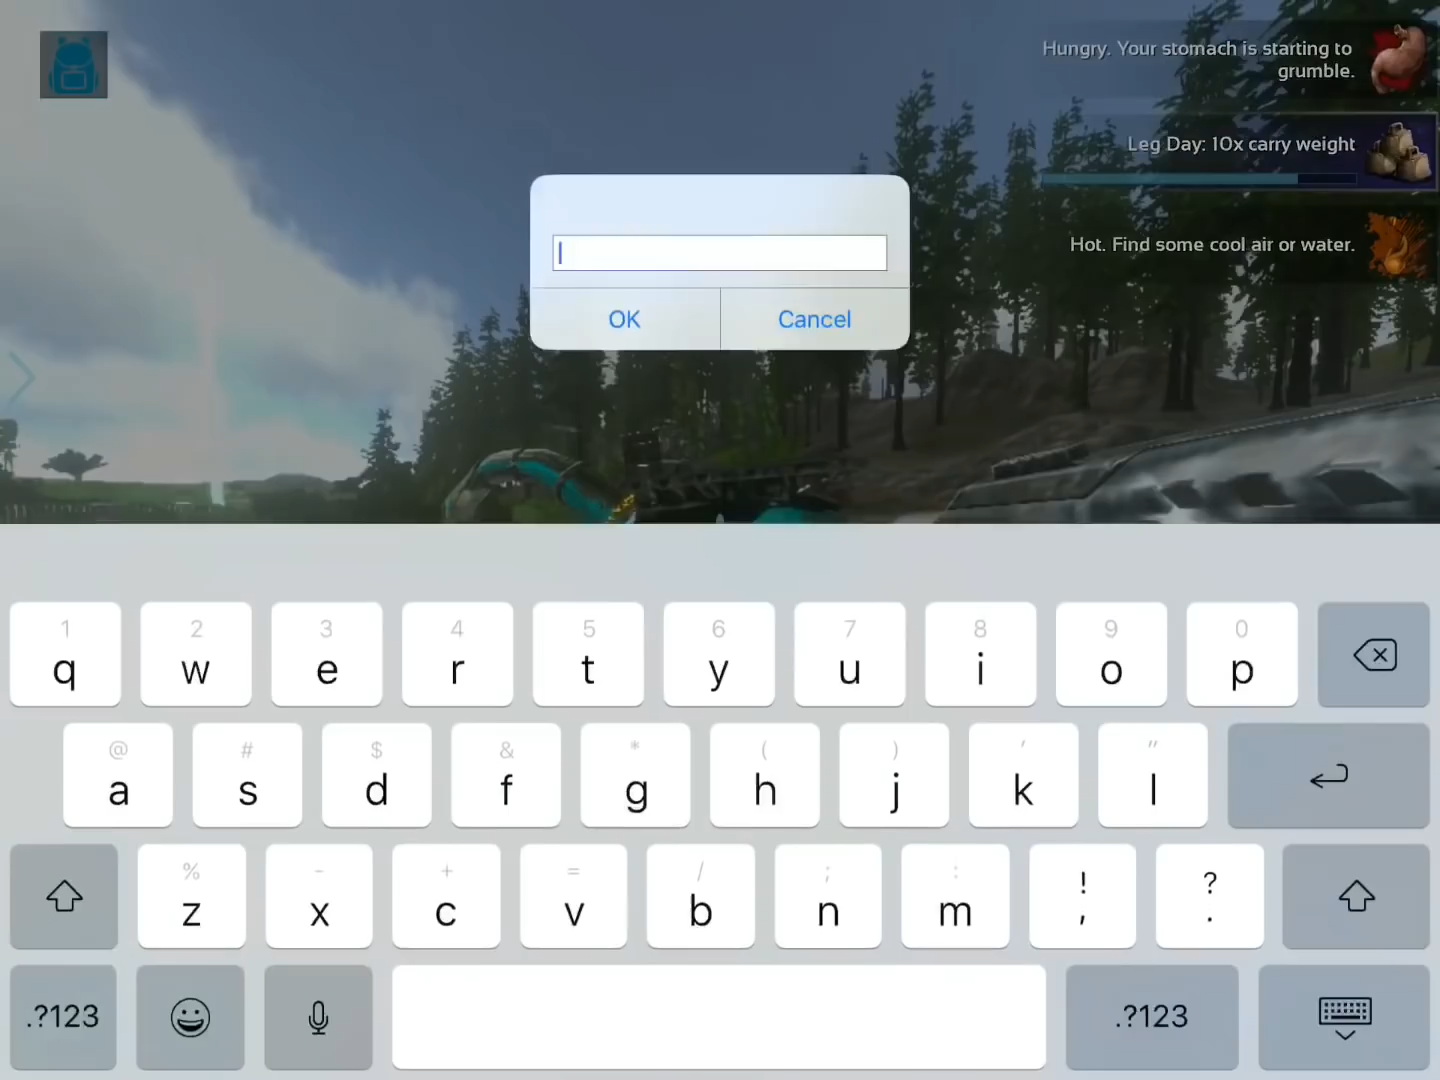 Hungry. Your stomach is starting to
grumble.
Leg Day: 10x carry weight
Hot. Find some cool air or water.
OK Cancel
1 2 3 4 5 6 7 8 9 0
q w e r t y u i o p
@ # $ & * ( ) ' "
a s d f g h j k l
% - + = / ; : ! ?
z x c v b n m , .
.?123 .?123